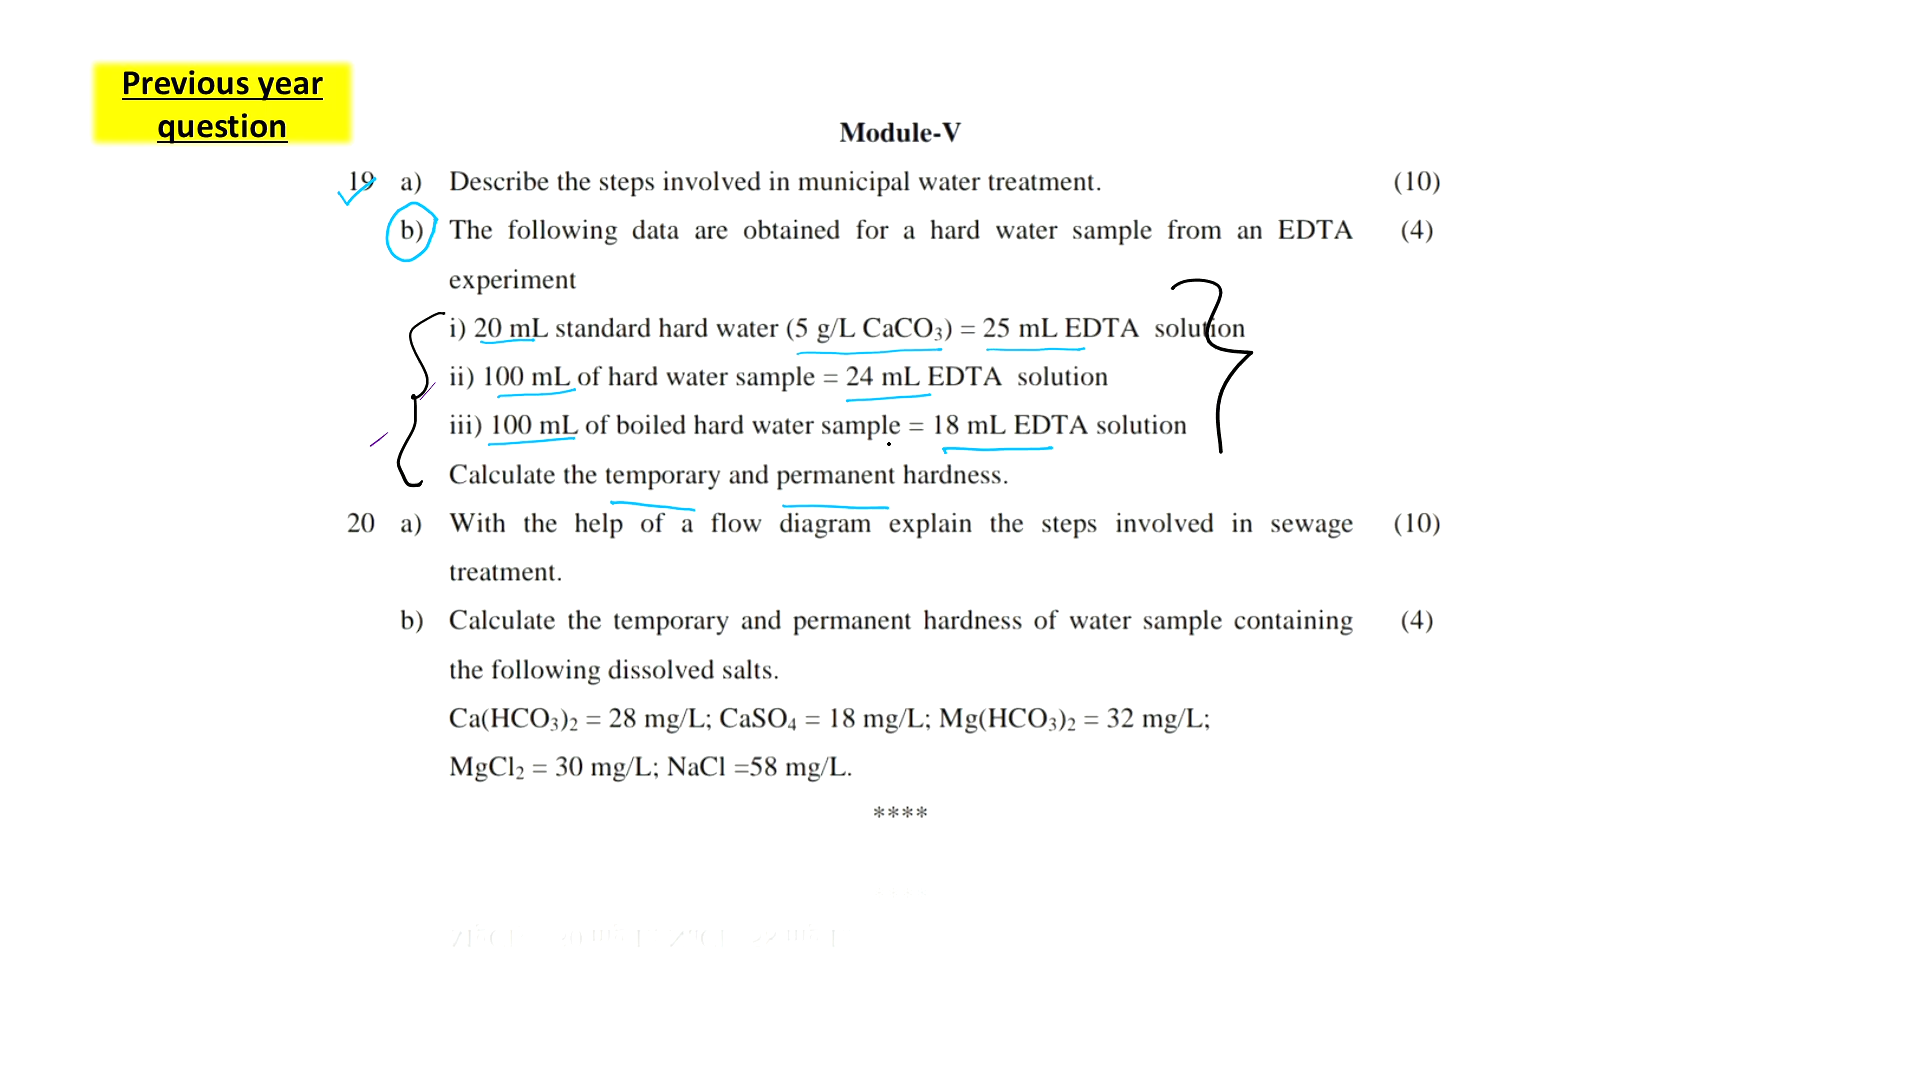 Previous year
question
Module-V
19 a) Describe the steps involved in municipal water treatment. (10)
b) The following data are obtained for a hard water sample from an EDTA (4)
experiment
i) 20 mL standard hard water (5 g/L CaCO₃) = 25 mL EDTA solution
ii) 100 mL of hard water sample = 24 mL EDTA solution
iii) 100 mL of boiled hard water sample = 18 mL EDTA solution
Calculate the temporary and permanent hardness.
20 a) With the help of a flow diagram explain the steps involved in sewage (10)
treatment.
b) Calculate the temporary and permanent hardness of water sample containing (4)
the following dissolved salts.
Ca(HCO₃)₂ = 28 mg/L; CaSO₄ = 18 mg/L; Mg(HCO₃)₂ = 32 mg/L;
MgCl₂ = 30 mg/L; NaCl =58 mg/L.
****